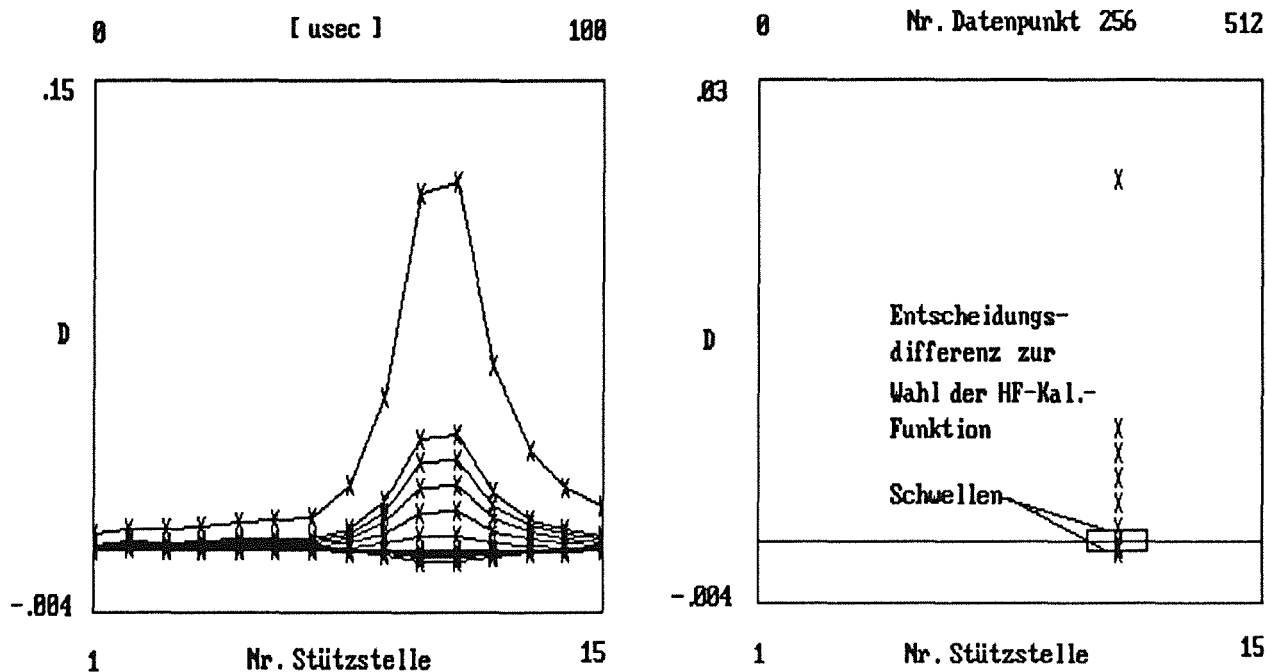 0 [ usec ] 100
.15
D
-.004
1 Nr. Stützstelle 15
0 Nr. Datenpunkt 256 512
.03
D
Entscheidungs-
differenz zur
Wahl der HF-Kal.-
Funktion
Schwellen
-.004
1 Nr. Stützstelle 15